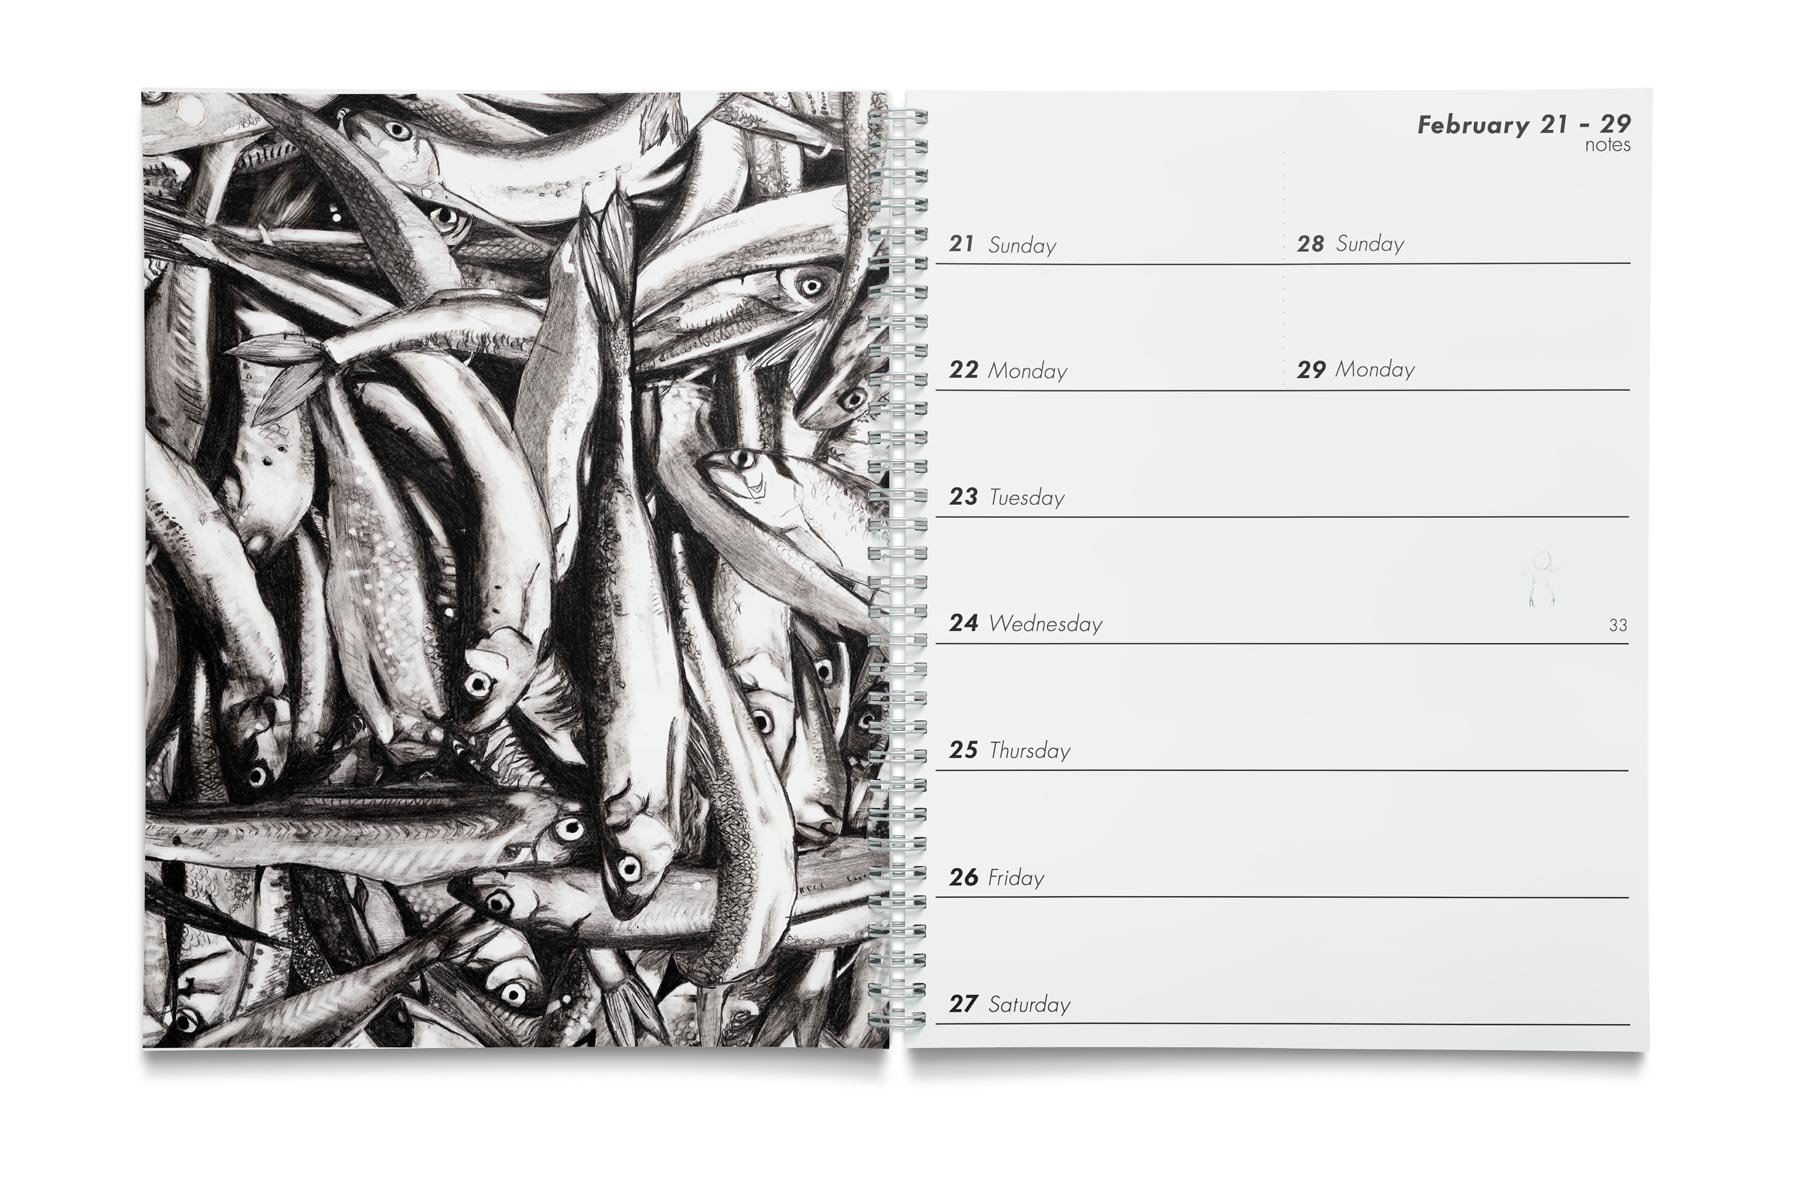 February 21 - 29
notes
21 Sunday
28 Sunday
22 Monday
29 Monday
23 Tuesday
24 Wednesday
33
25 Thursday
26 Friday
27 Saturday